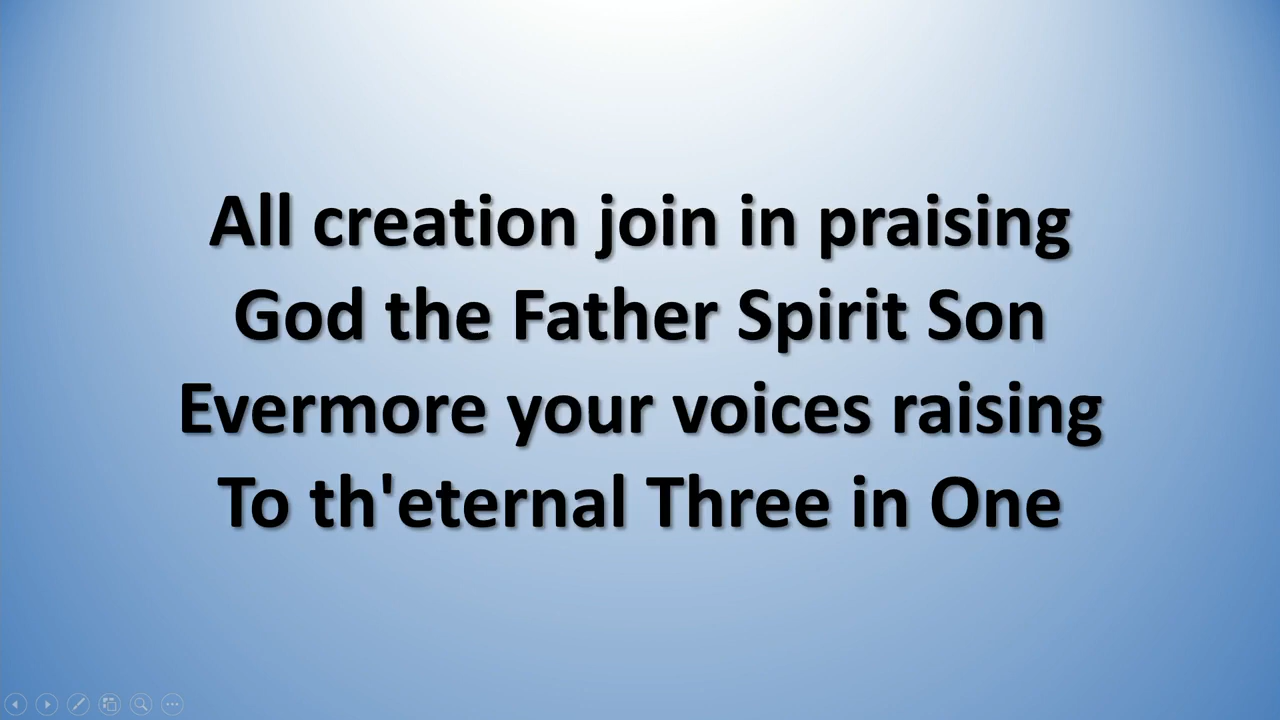 All creation join in praising
God the Father Spirit Son
Evermore your voices raising
To th'eternal Three in One